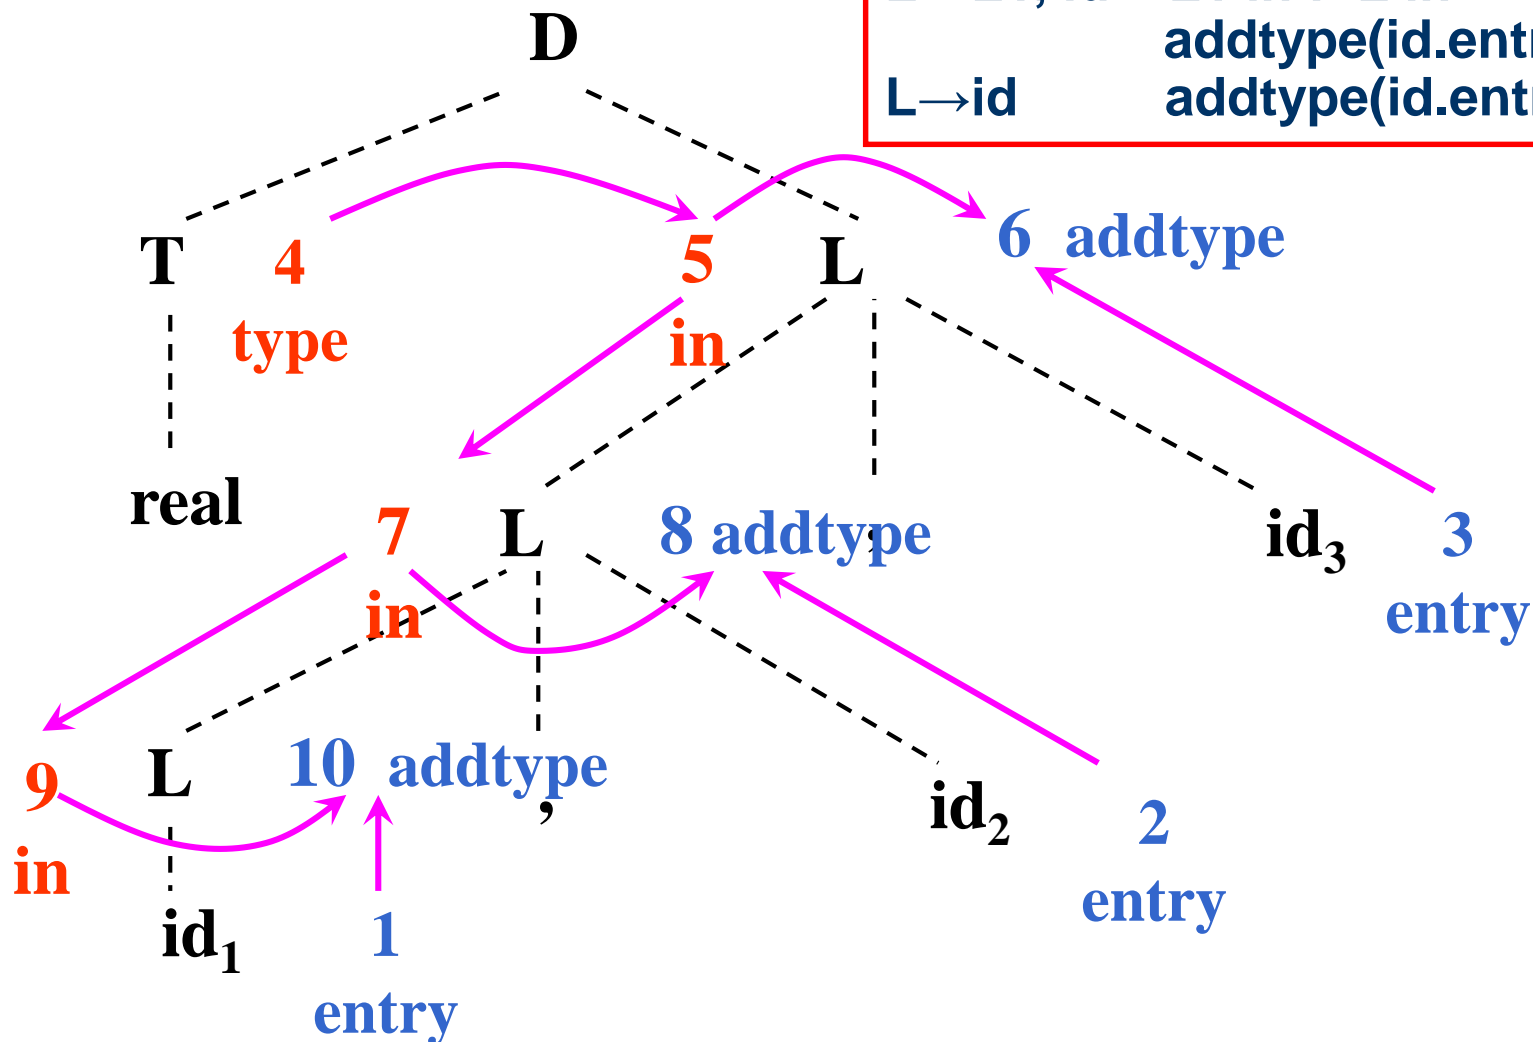 D
addtype(id.entr
L→id addtype(id.entr
T 4 5 L 6 addtype
type in
real 7 L 8 addtype , id3 3
in entry
9 L 10 addtype , id2 2
in entry
id1 1
entry